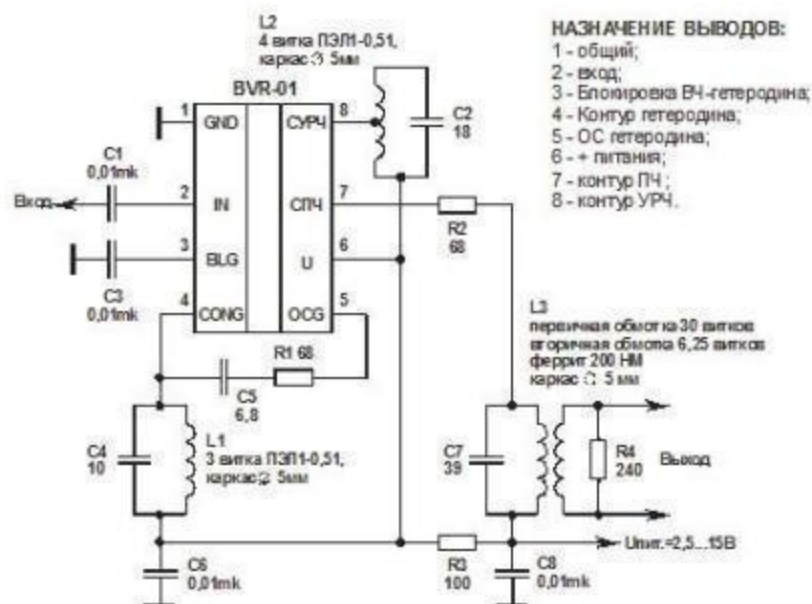 L2
4 витка ПЭЛ1-0,51,
каркас ∅ 5мм
BVR-01
НАЗНАЧЕНИЕ ВЫВОДОВ:
1 - общий;
2 - вход;
3 - Блокировка ВЧ-гетеродина;
4 - Контур гетеродина;
5 - ОС гетеродина;
6 - + питания;
7 - контур ПЧ;
8 - контур УРЧ.
1 GND СУРЧ 8
C2
18
C1
0,01mk
Вход
2 IN СПЧ 7
R2
68
3 BLG U 6
C3
0,01mk
4 CONG OCG 5
R1 68
C5
6,8
L3
первичная обмотка 30 витков
вторичная обмотка 6,25 витков
феррит 200 НМ
каркас ∅ 5 мм
C4
10
L1
3 витка ПЭЛ1-0,51,
каркас ∅ 5мм
C7
39
R4
240
Выход
Uпит.=2,5...15В
C6
0,01mk
R3
100
C8
0,01mk